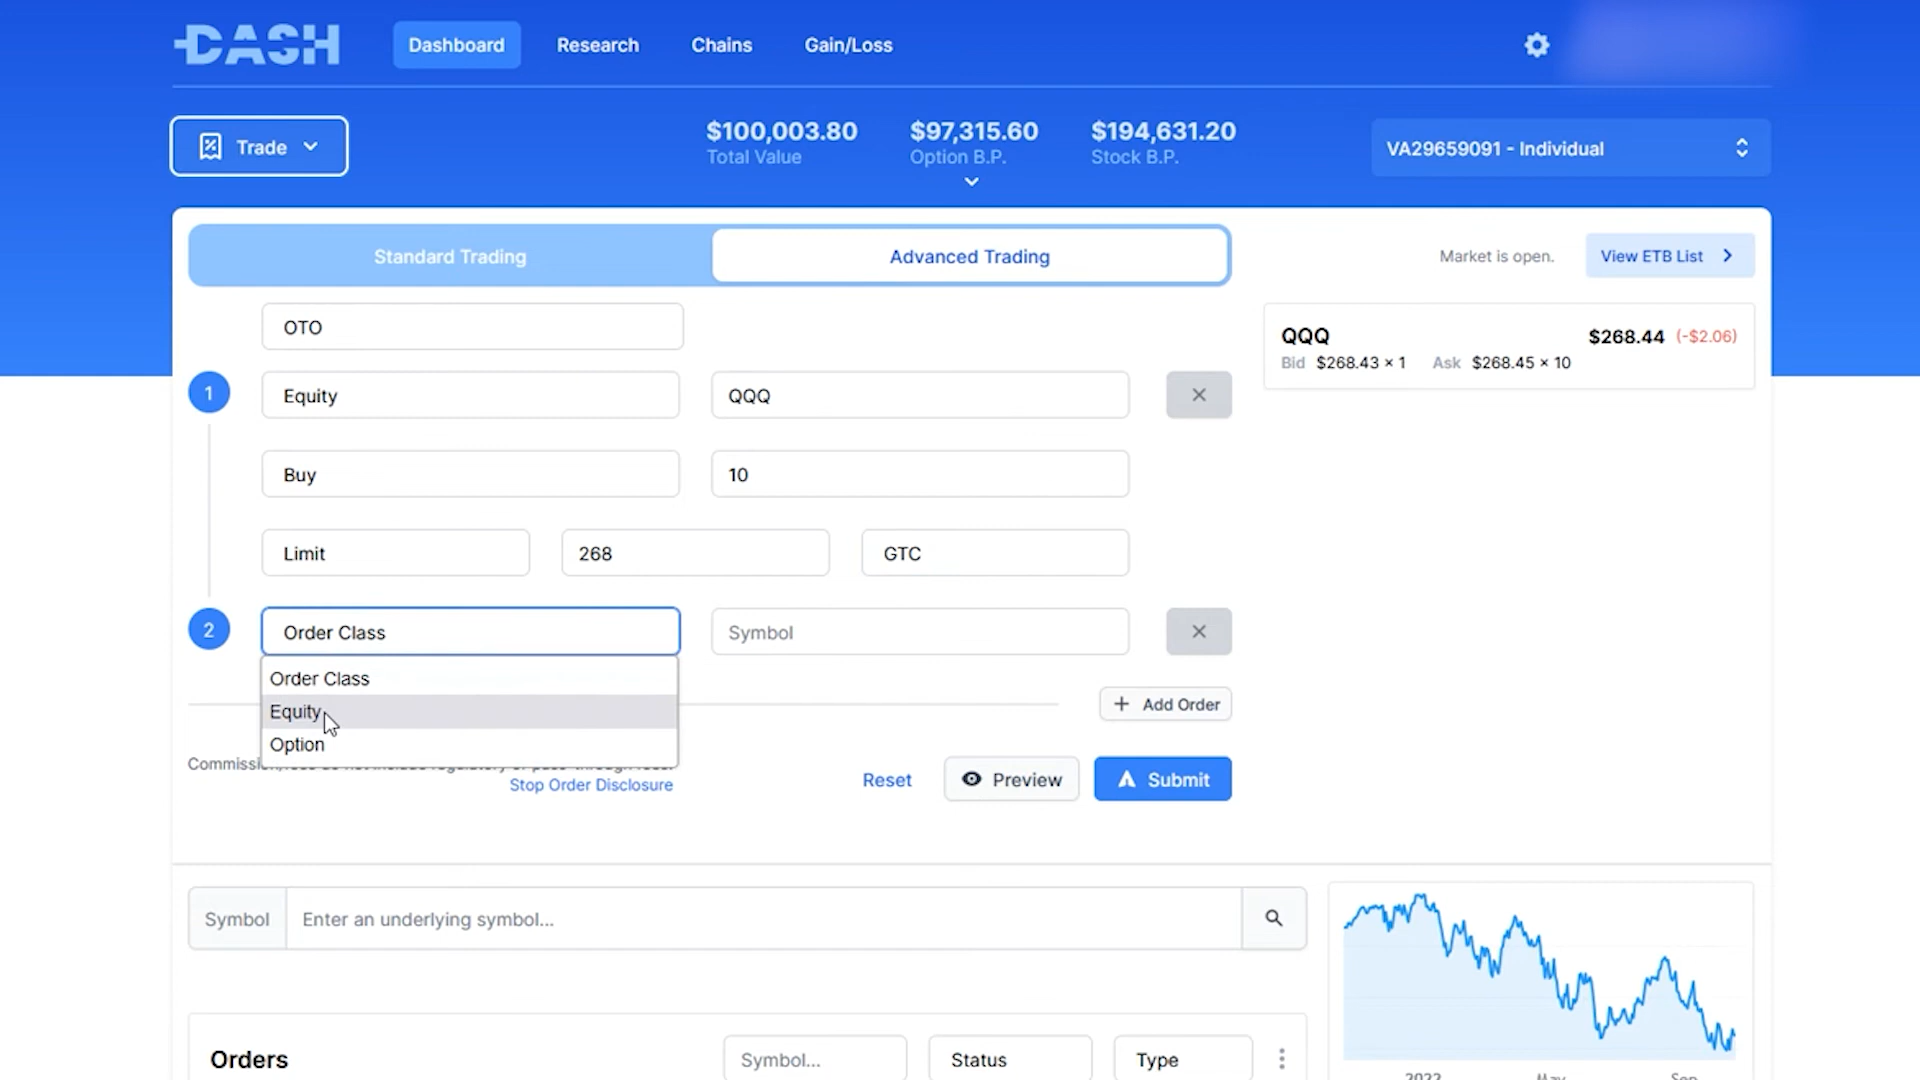 DASH
Dashboard
Research
Chains
Gain/Loss
Trade
$100,003.80
Total Value
$97,315.60
Option B.P.
$194,631.20
Stock B.P.
VA29659091 - Individual
Standard Trading
Advanced Trading
Market is open.
View ETB List
OTO
QQQ
$268.44 (-$2.06)
Bid $268.43 × 1 Ask $268.45 × 10
1
Equity
QQQ
Buy
10
Limit
268
GTC
2
Order Class
Symbol
Order Class
Equity
Option
Add Order
Stop Order Disclosure
Reset
Preview
Submit
Symbol
Enter an underlying symbol...
Orders
Symbol...
Status
Type
2022
May
Sep